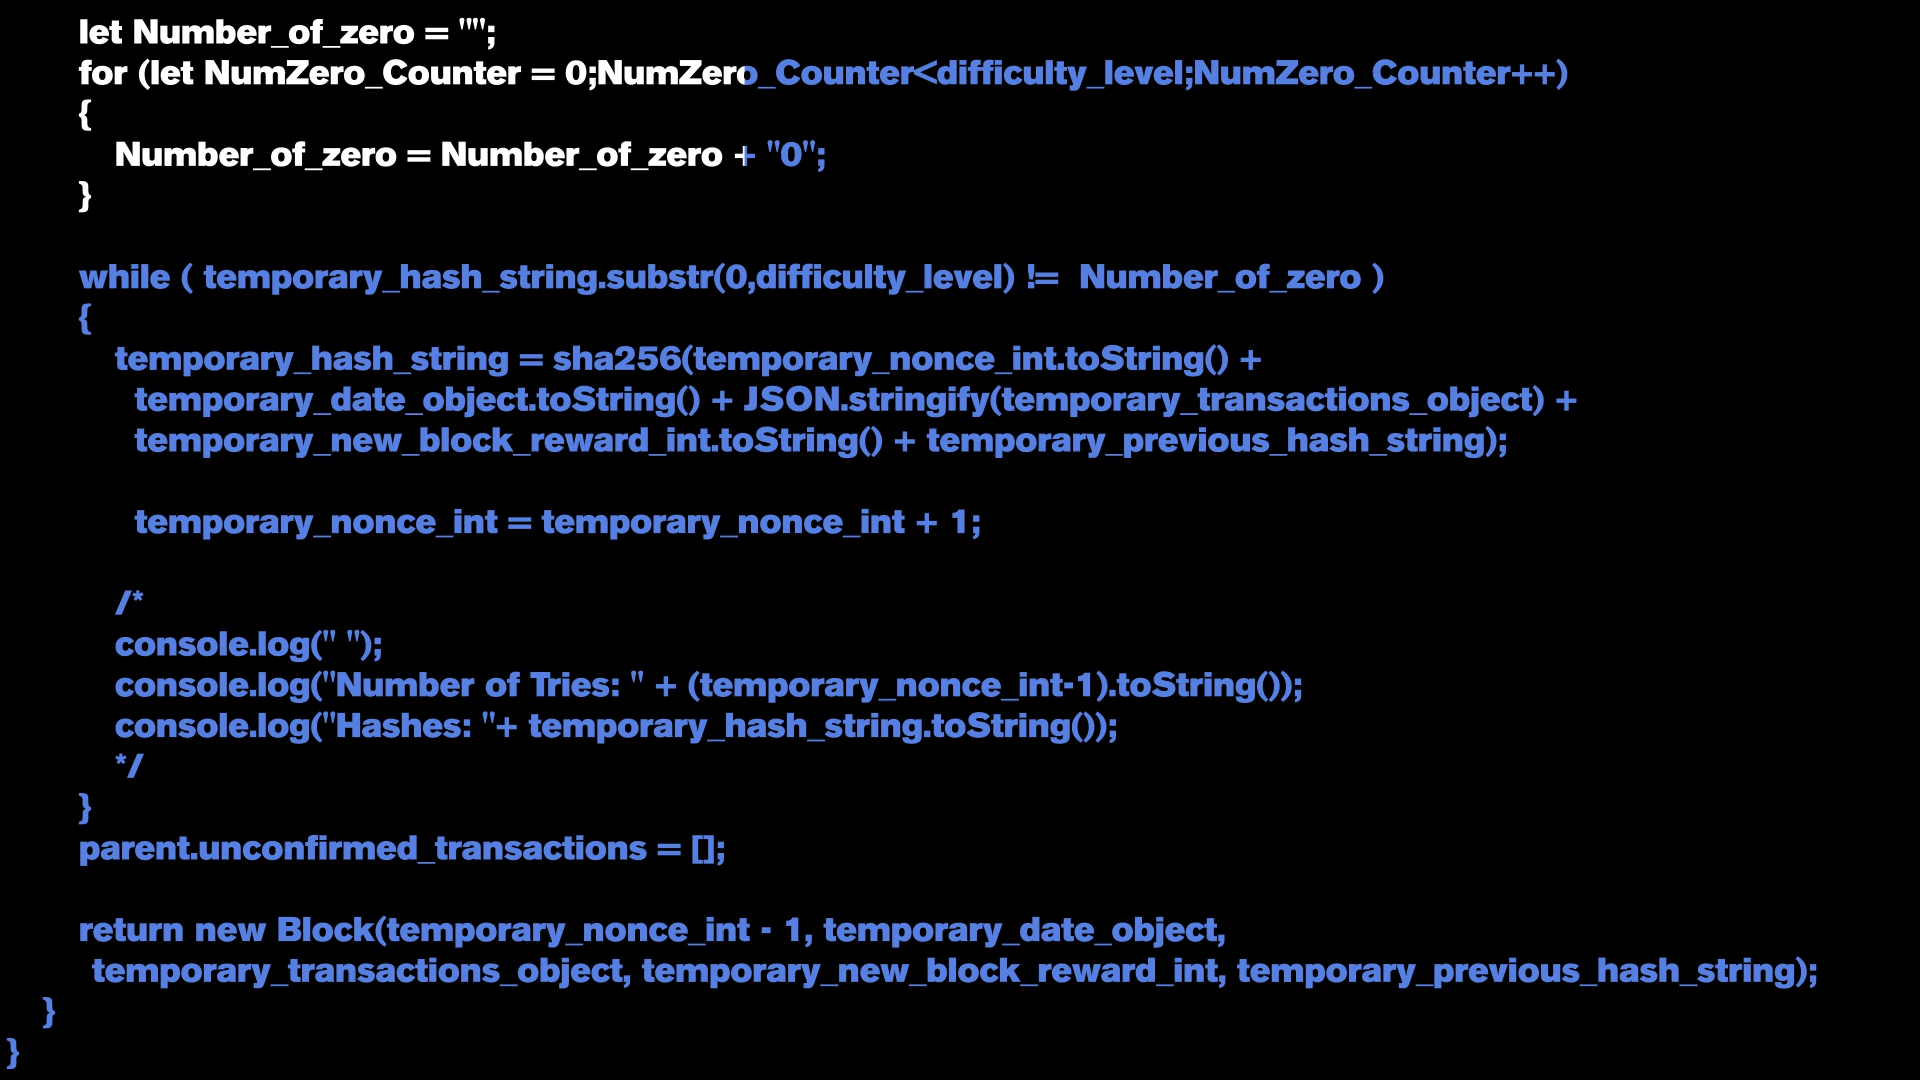 let Number_of_zero = "";
for (let NumZero_Counter = 0;NumZero_Counter<difficulty_level;NumZero_Counter++)
{
Number_of_zero = Number_of_zero + "0";
}
while ( temporary_hash_string.substr(0,difficulty_level) !=  Number_of_zero )
{
temporary_hash_string = sha256(temporary_nonce_int.toString() +
temporary_date_object.toString() + JSON.stringify(temporary_transactions_object) +
temporary_new_block_reward_int.toString() + temporary_previous_hash_string);
temporary_nonce_int = temporary_nonce_int + 1;
/*
console.log(" ");
console.log("Number of Tries: " + (temporary_nonce_int-1).toString());
console.log("Hashes: "+ temporary_hash_string.toString());
*/
}
parent.unconfirmed_transactions = [];
return new Block(temporary_nonce_int - 1, temporary_date_object,
temporary_transactions_object, temporary_new_block_reward_int, temporary_previous_hash_string);
}
}